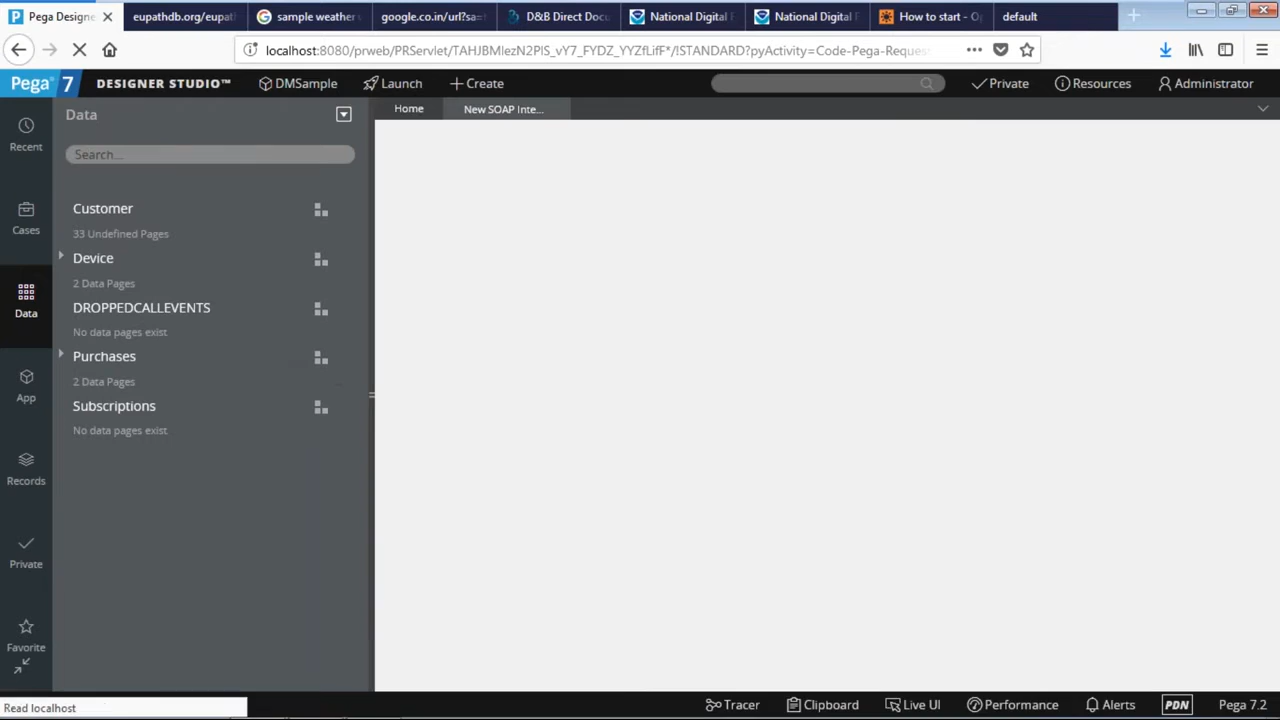 Pega Designe
eupathdb.org/eupath
sample weather
google.co.in/url?sa=
D&B Direct Docu
National Digital F
National Digital F
How to start - Op
default
localhost:8080/prweb/PRServlet/TAHJBMlezN2PlS_vY7_FYDZ_YYZfLifF*/!STANDARD?pyActivity=Code-Pega-Reques
Pega 7 DESIGNER STUDIO™ DMSample Launch Create Private Resources Administrator
Data
Home
New SOAP Inte...
Recent
Search...
Customer
33 Undefined Pages
Cases
Device
2 Data Pages
Data
DROPPEDCALLEVENTS
No data pages exist
Purchases
2 Data Pages
App
Subscriptions
No data pages exist
Records
Private
Favorite
Read localhost
Tracer Clipboard Live UI Performance Alerts PDN Pega 7.2